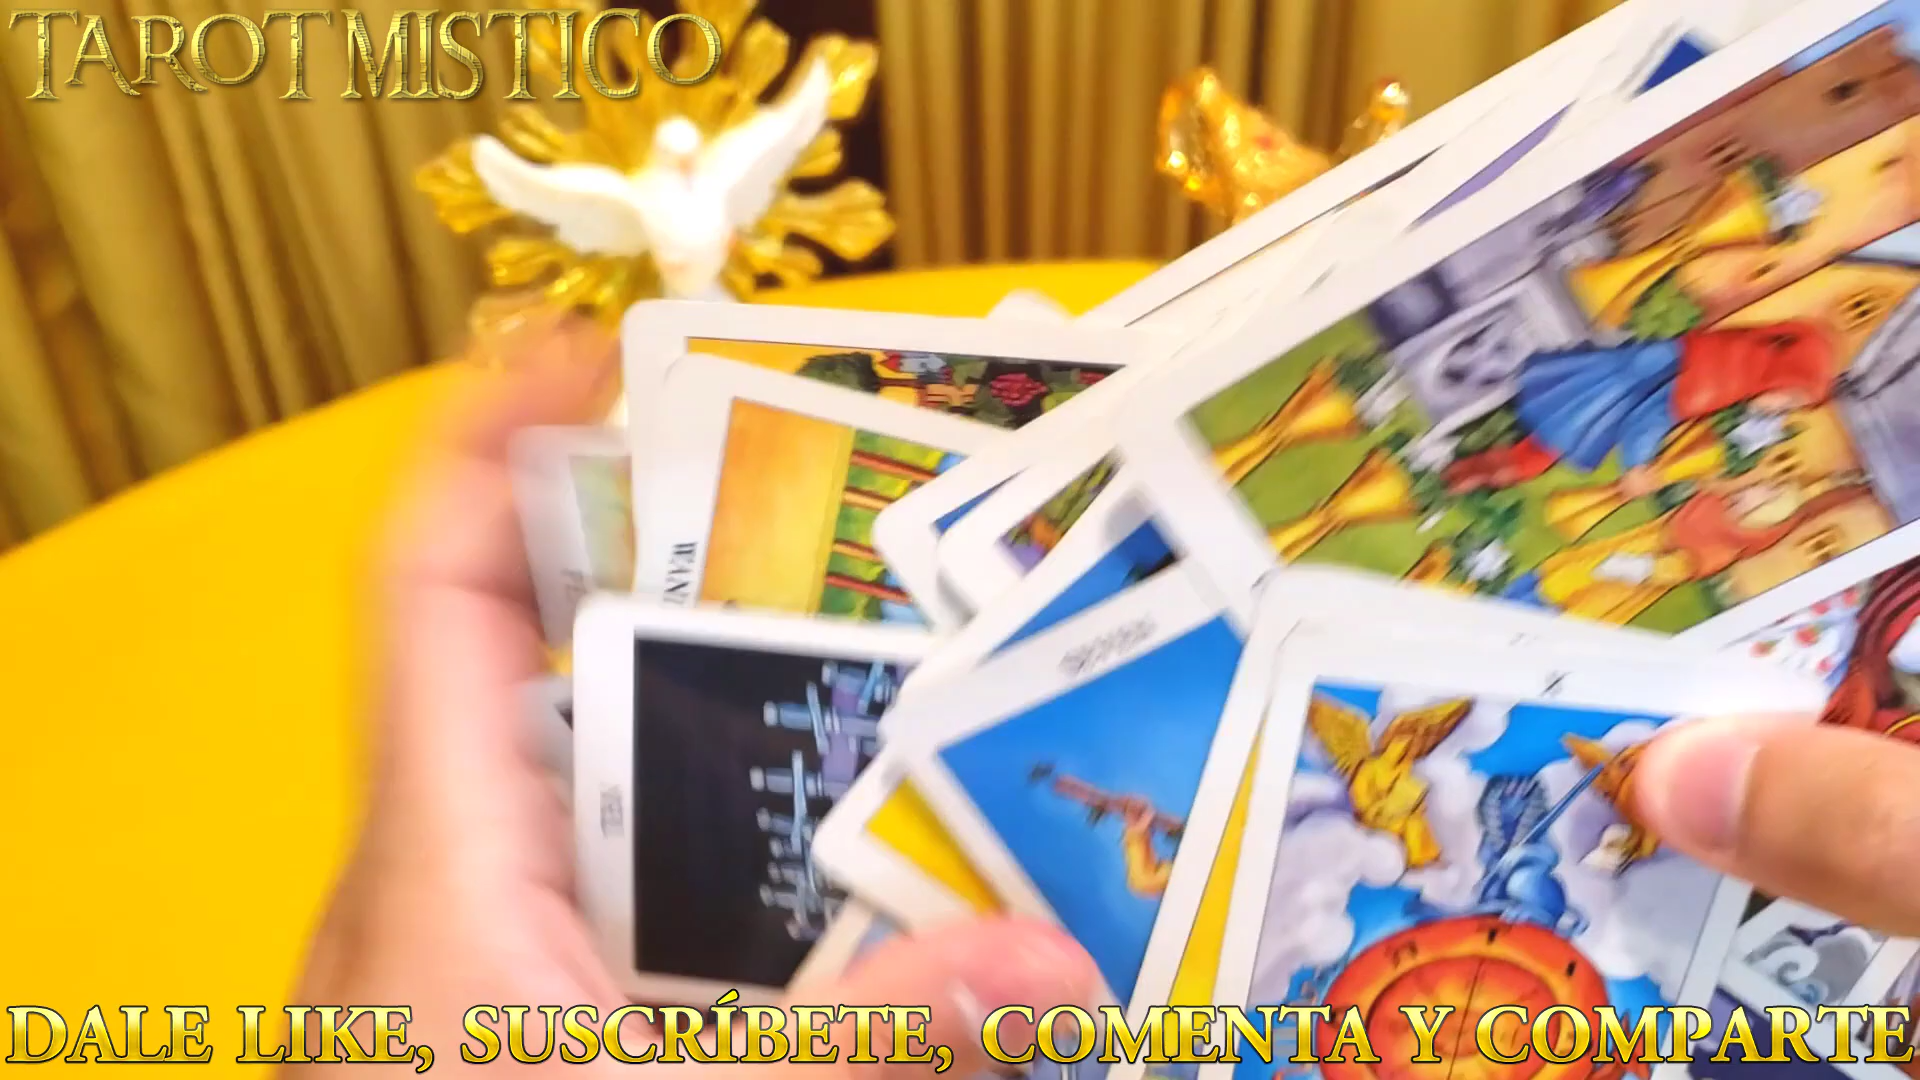 TAROT MISTICO
X
DALE LIKE, SUSCRÍBETE, COMENTA Y COMPARTE